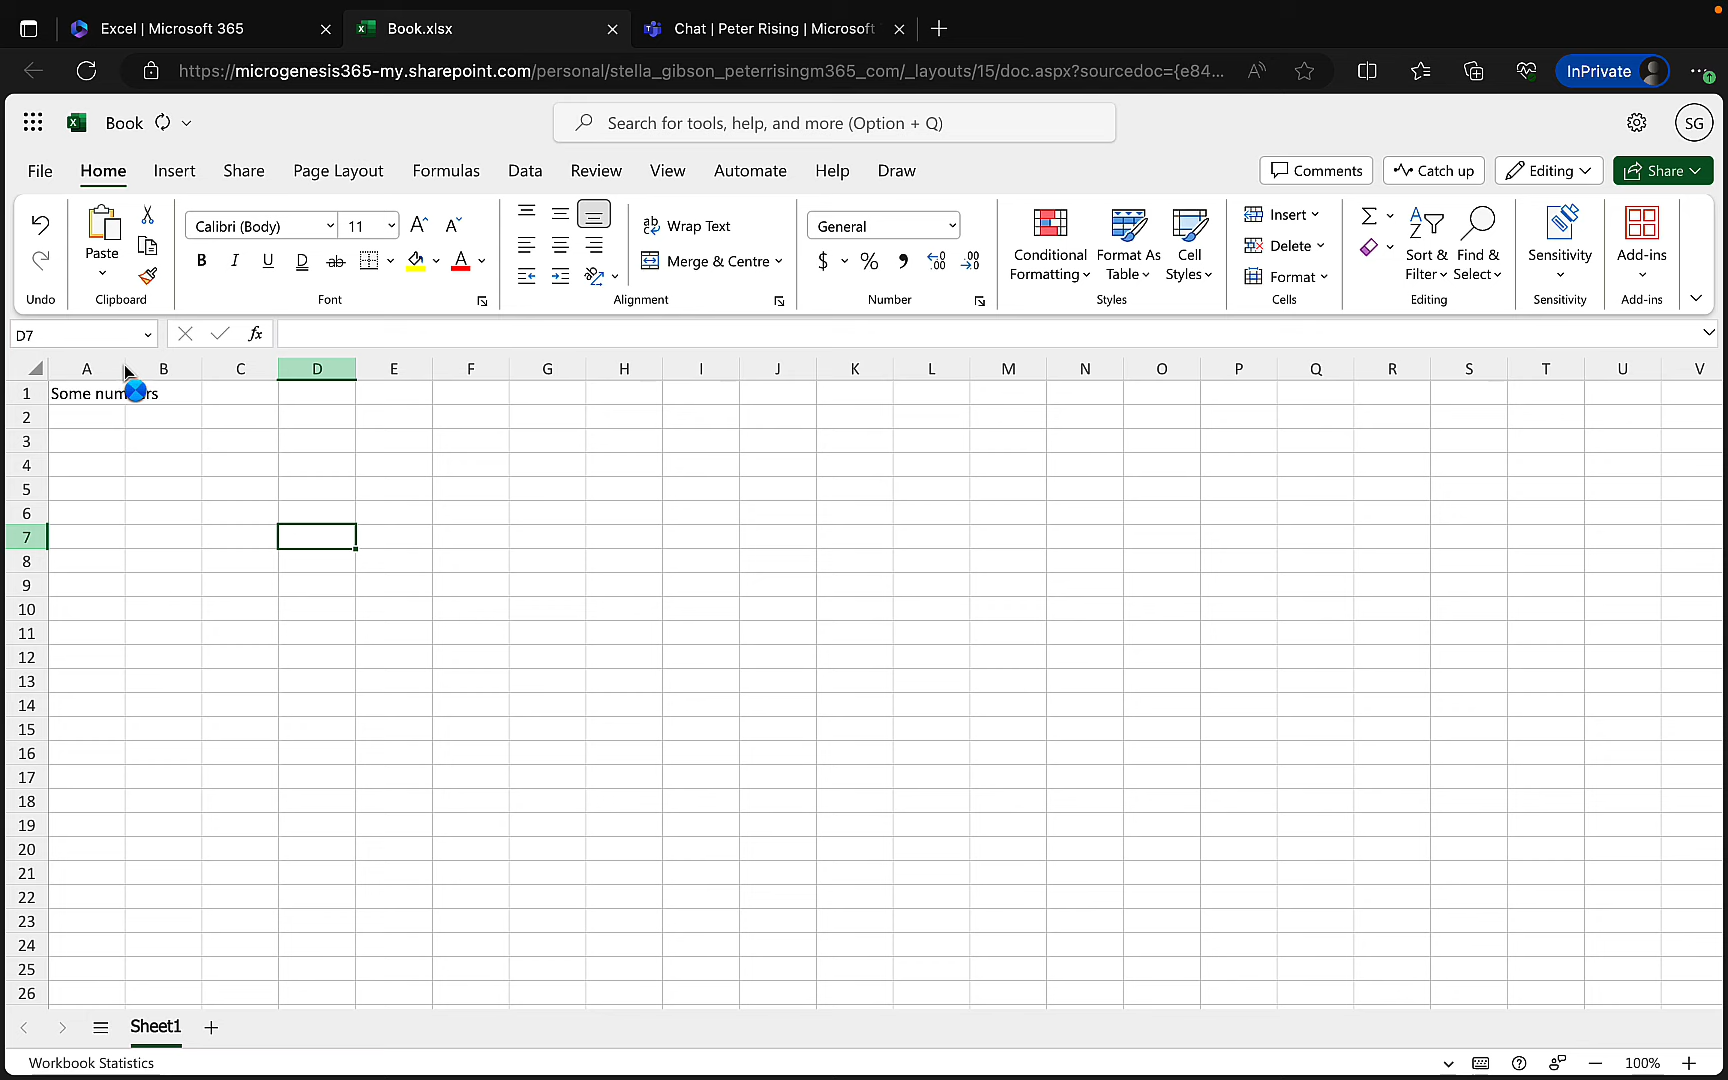 Excel | Microsoft 365
Book.xlsx
Chat | Peter Rising | Microsoft
https://microgenesis365-my.sharepoint.com/personal/stella_gibson_peterrisingm365_com/_layouts/15/doc.aspx?sourcedoc={e84...
InPrivate
Book
Search for tools, help, and more (Option + Q)
SG
File Home Insert Share Page Layout Formulas Data Review View Automate Help Draw
Comments Catch up Editing Share
Paste
Calibri (Body) 11
Wrap Text
Merge & Centre
General
Conditional Formatting
Format As Table
Cell Styles
Insert
Delete
Format
Sort & Filter
Find & Select
Sensitivity
Add-ins
Undo Clipboard Font Alignment Number Styles Cells Editing Sensitivity Add-ins
D7
fx
A B C D E F G H I J K L M N O P Q R S T U V
1 Some numbers
2
3
4
5
6
7
8
9
10
11
12
13
14
15
16
17
18
19
20
21
22
23
24
25
26
Sheet1
Workbook Statistics
100%